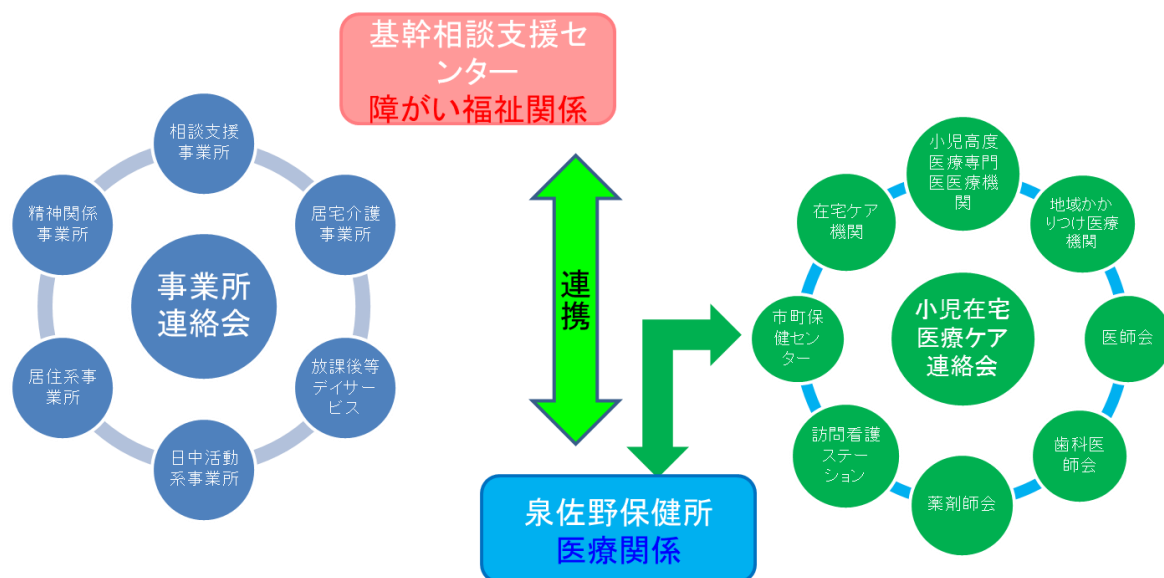 基幹相談支援セ
ンター
障がい福祉関係
相談支援
事業所
居宅介護
事業所
放課後等
デイサー
ビス
日中活動
系事業所
居住系事
業所
精神関係
事業所
事業所
連絡会
連携
泉佐野保健所
医療関係
小児高度
医療専門
医医療機
関
地域かか
りつけ医療
機関
医師会
歯科医
師会
薬剤師会
訪問看護
ステー
ション
市町保
健セン
ター
在宅ケア
機関
小児在宅
医療ケア
連絡会